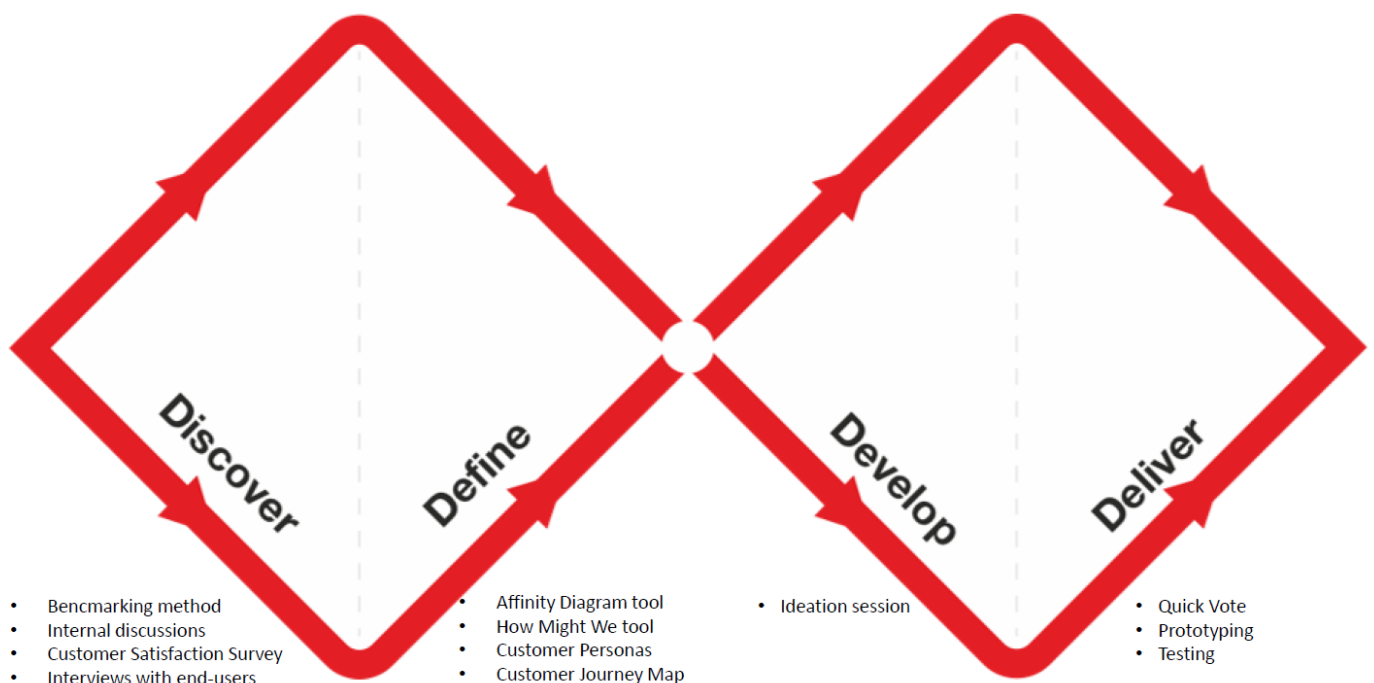 Discover
Define
Develop
Deliver
• Bencmarking method
• Internal discussions
• Customer Satisfaction Survey
• Interviews with end-users
• Affinity Diagram tool
• How Might We tool
• Customer Personas
• Customer Journey Map
• Ideation session
• Quick Vote
• Prototyping
• Testing